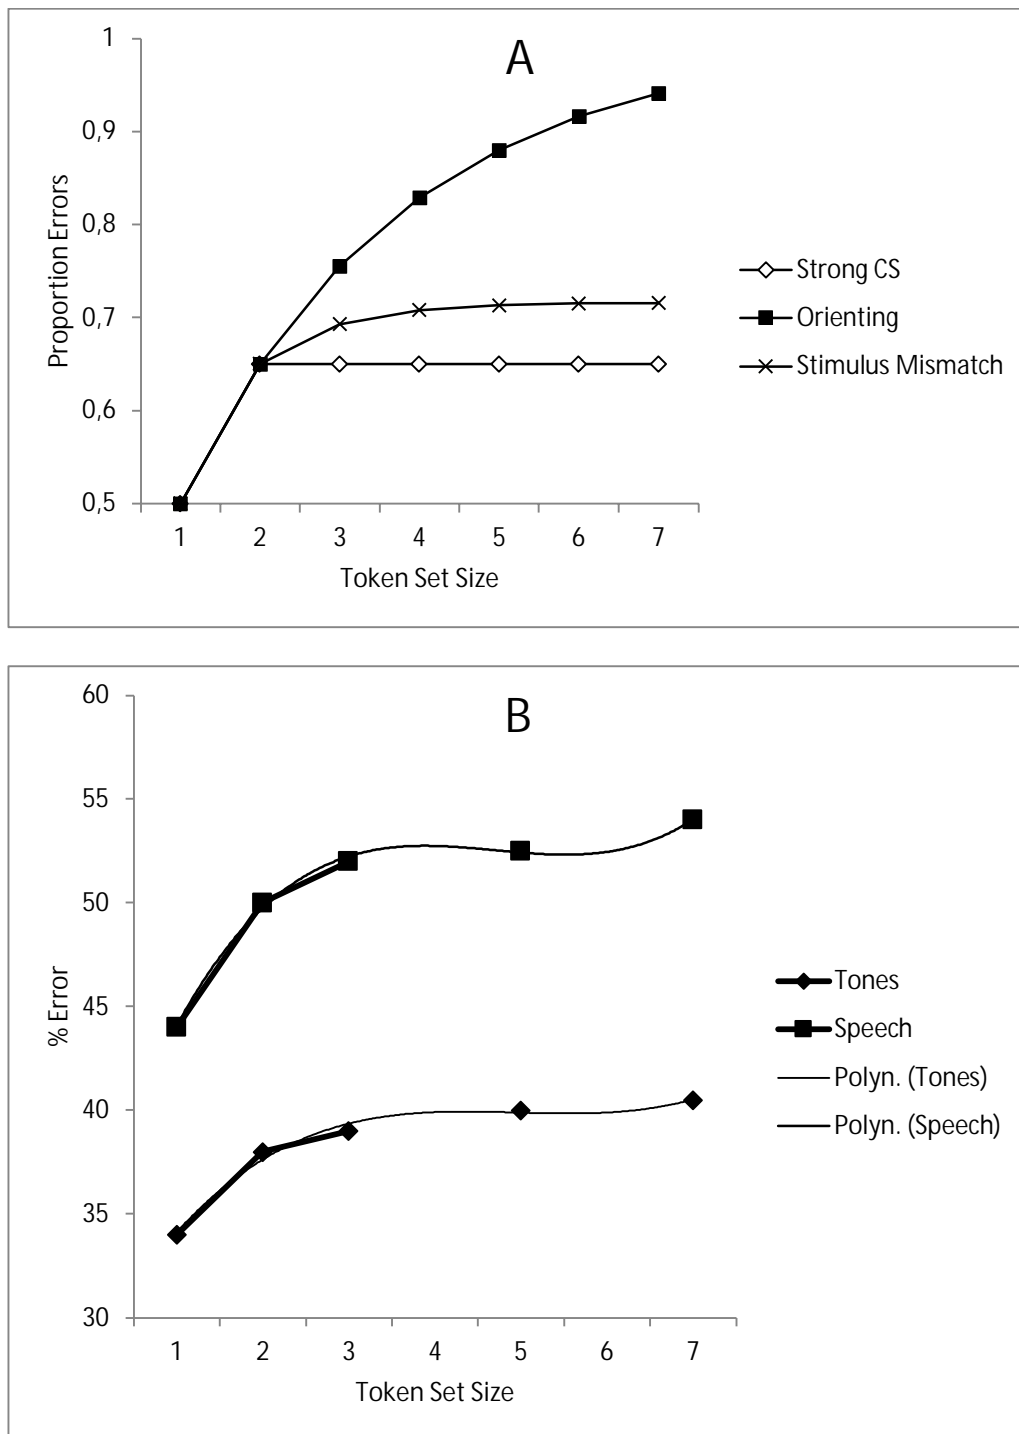 A
1
0,9
0,8
0,7
0,6
0,5
Proportion Errors
1 2 3 4 5 6 7
Token Set Size
Strong CS
Orienting
Stimulus Mismatch
B
60
55
50
45
40
35
30
% Error
1 2 3 4 5 6 7
Token Set Size
Tones
Speech
Polyn. (Tones)
Polyn. (Speech)